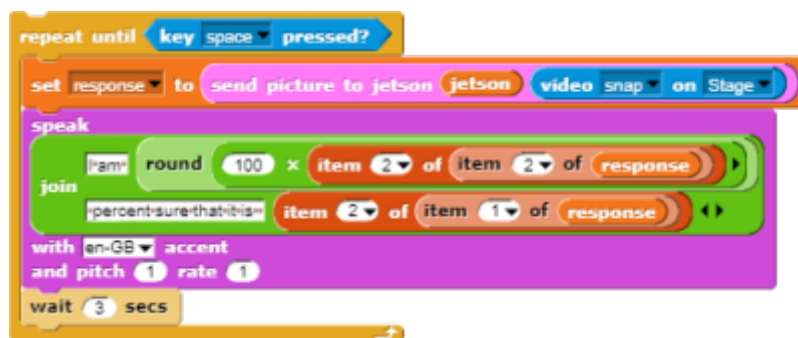 repeat until key space pressed?
set response to send picture to jetson jetson video snap on Stage
speak
join I am round 100 × item 2 of item 2 of response
percent sure that it is item 2 of item 1 of response
with en-GB accent
and pitch 1 rate 1
wait 3 secs